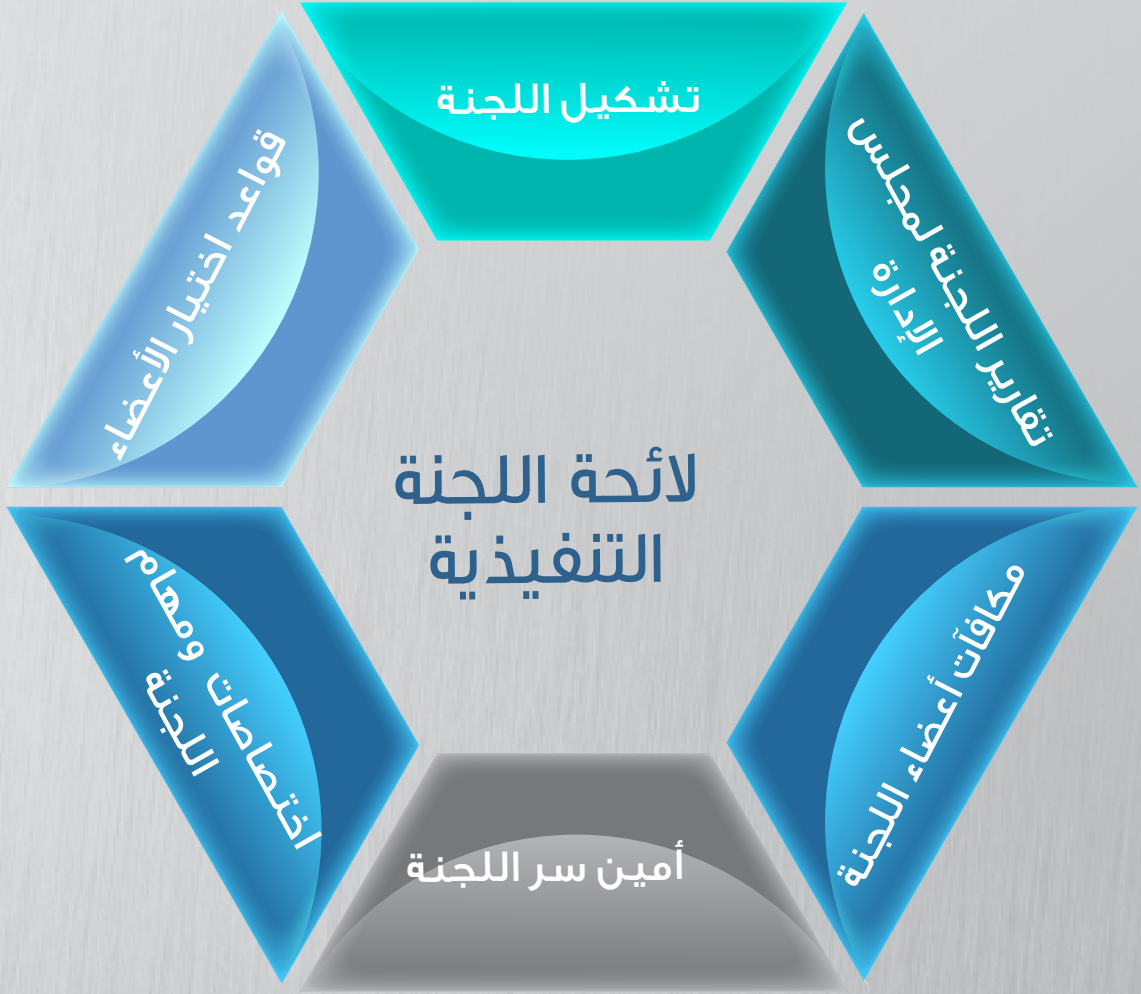 تشكيل اللجنة
قواعد اختيار الأعضاء
تقارير اللجنة لمجلس
الإدارة
لائحة اللجنة
التنفيذية
اختصاصات ومهام
اللجنة
مكافآت أعضاء اللجنة
أمين سر اللجنة